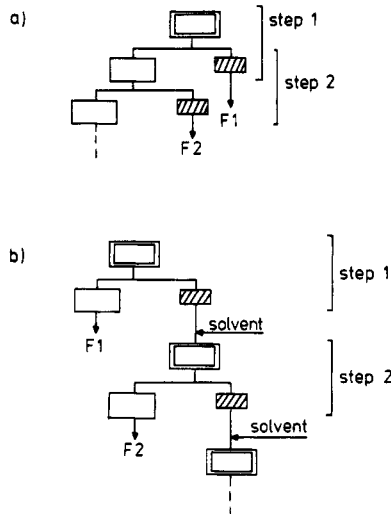 a)
step 1
step 2
F1
F2
b)
step 1
F1
solvent
step 2
F2
solvent